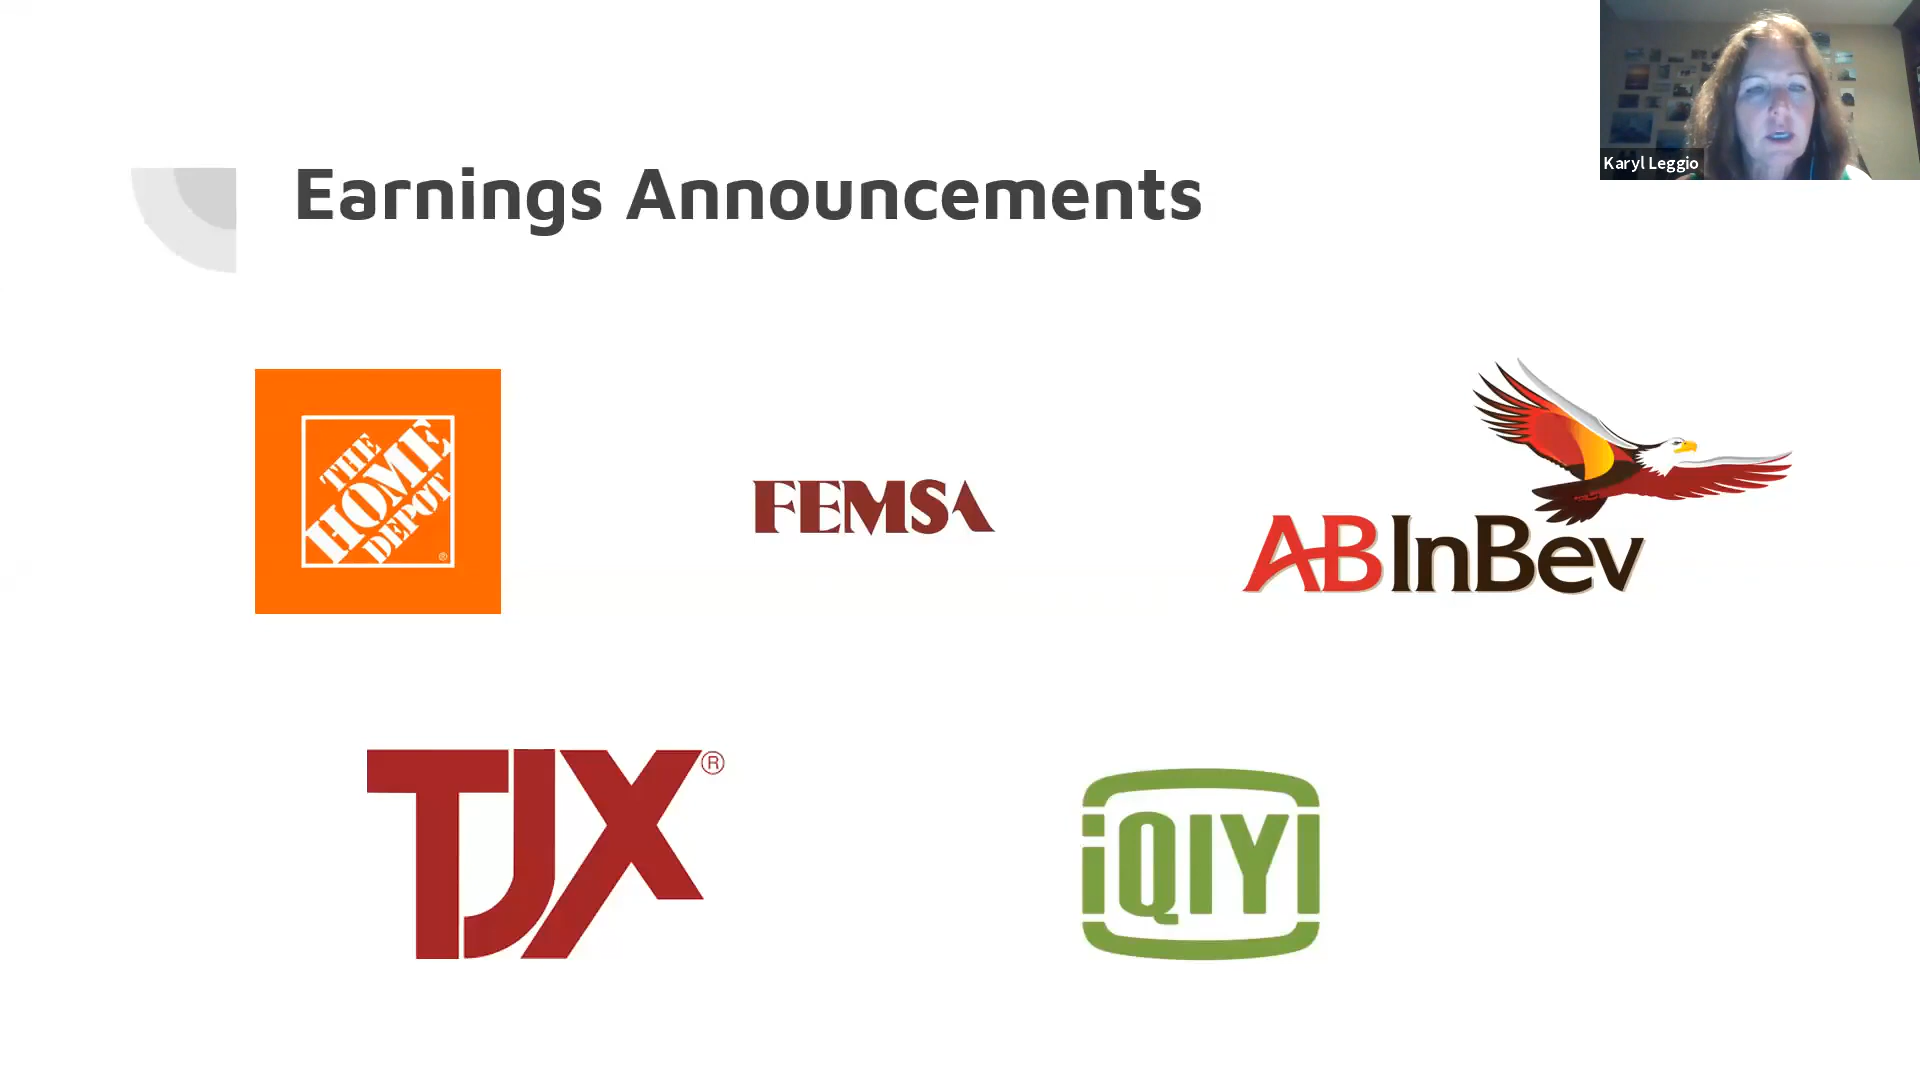 Karyl Leggio
Earnings Announcements
THE
HOME
DEPOT
®
FEMSA
ABInBev
TJX®
iQIYI